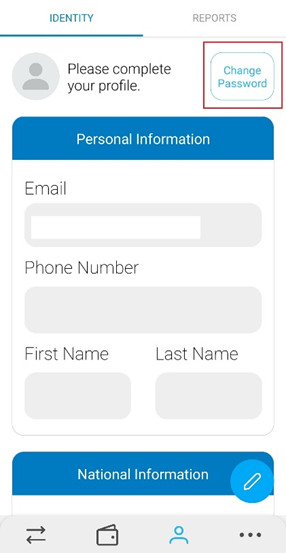 IDENTITY
REPORTS
Please complete
your profile.
Change
Password
Personal Information
Email
Phone Number
First Name
Last Name
National Information